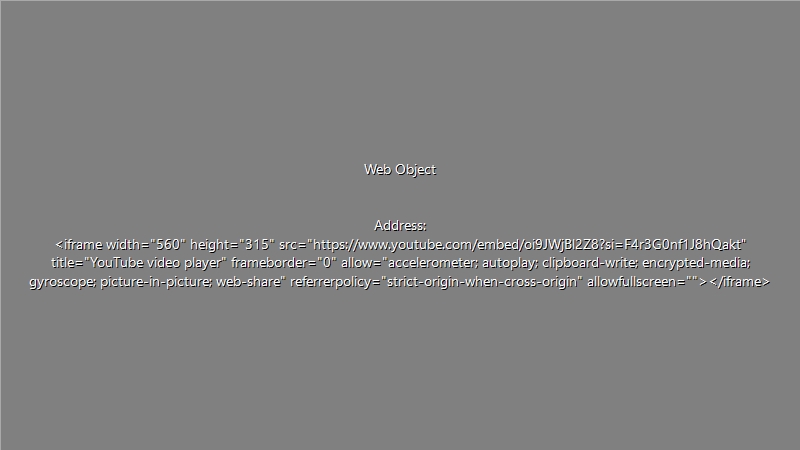 Web Object
Address:
<iframe width="560" height="315" src="https://www.youtube.com/embed/oi9JWjBl2Z8?si=F4r3G0nf1J8hQakt"
title="YouTube video player" frameborder="0" allow="accelerometer; autoplay; clipboard-write; encrypted-media;
gyroscope; picture-in-picture; web-share" referrerpolicy="strict-origin-when-cross-origin" allowfullscreen=""></iframe>